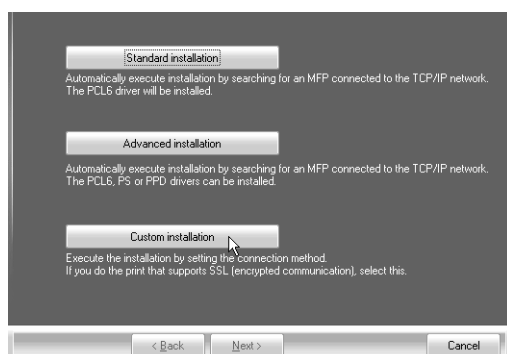 Standard installation
Automatically execute installation by searching for an MFP connected to the TCP/IP network.
The PCL6 driver will be installed.
Advanced installation
Automatically execute installation by searching for an MFP connected to the TCP/IP network.
The PCL6, PS or PPD drivers can be installed.
Custom installation
Execute the installation by setting the connection method.
If you do the print that supports SSL (encrypted communication), select this.
< Back Next > Cancel